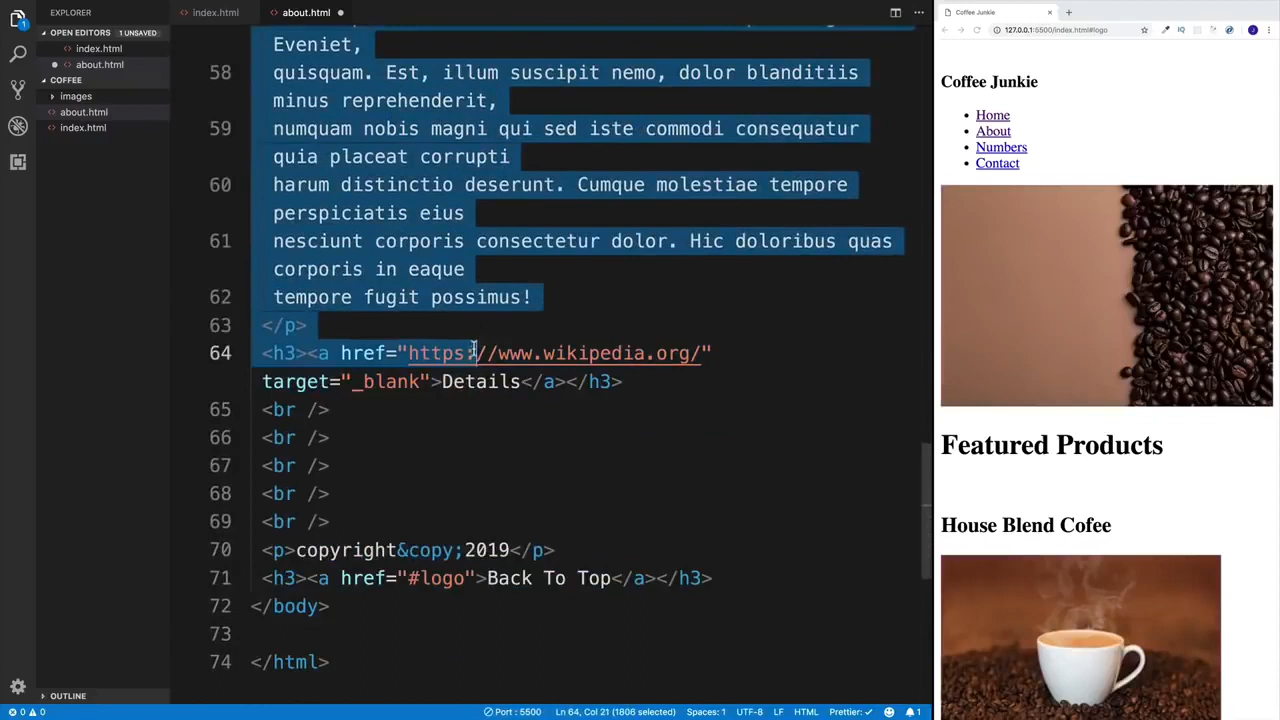 EXPLORER
OPEN EDITORS 1 UNSAVED
index.html
about.html
COFFEE
images
about.html
index.html
OUTLINE
index.html
about.html
Eveniet,
58 quisquam. Est, illum suscipit nemo, dolor blanditiis
minus reprehenderit,
59 numquam nobis magni qui sed iste commodi consequatur
quia placeat corrupti
60 harum distinctio deserunt. Cumque molestiae tempore
perspiciatis eius
61 nesciunt corporis consectetur dolor. Hic doloribus quas
corporis in eaque
62 tempore fugit possimus!
63 </p>
64 <h3><a href="https://www.wikipedia.org/"
target="_blank">Details</a></h3>
65 <br />
66 <br />
67 <br />
68 <br />
69 <br />
70 <p>copyright&copy;2019</p>
71 <h3><a href="#logo">Back To Top</a></h3>
72 </body>
73
74 </html>
0 0
Port : 5500
Ln 64, Col 21 (1806 selected)
Spaces: 1
UTF-8
LF
HTML
Prettier: ✓
1
Coffee Junkie
127.0.0.1:5500/index.html#logo
Coffee Junkie
Home
About
Numbers
Contact
Featured Products
House Blend Cofee